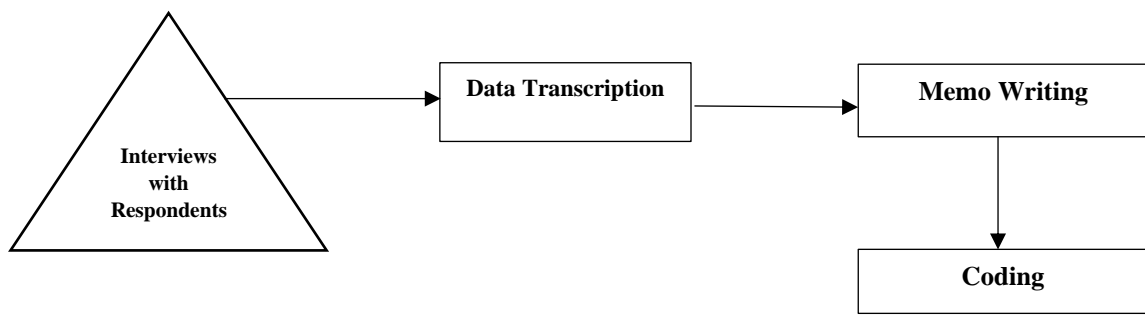 Interviews
with
Respondents
Data Transcription
Memo Writing
Coding